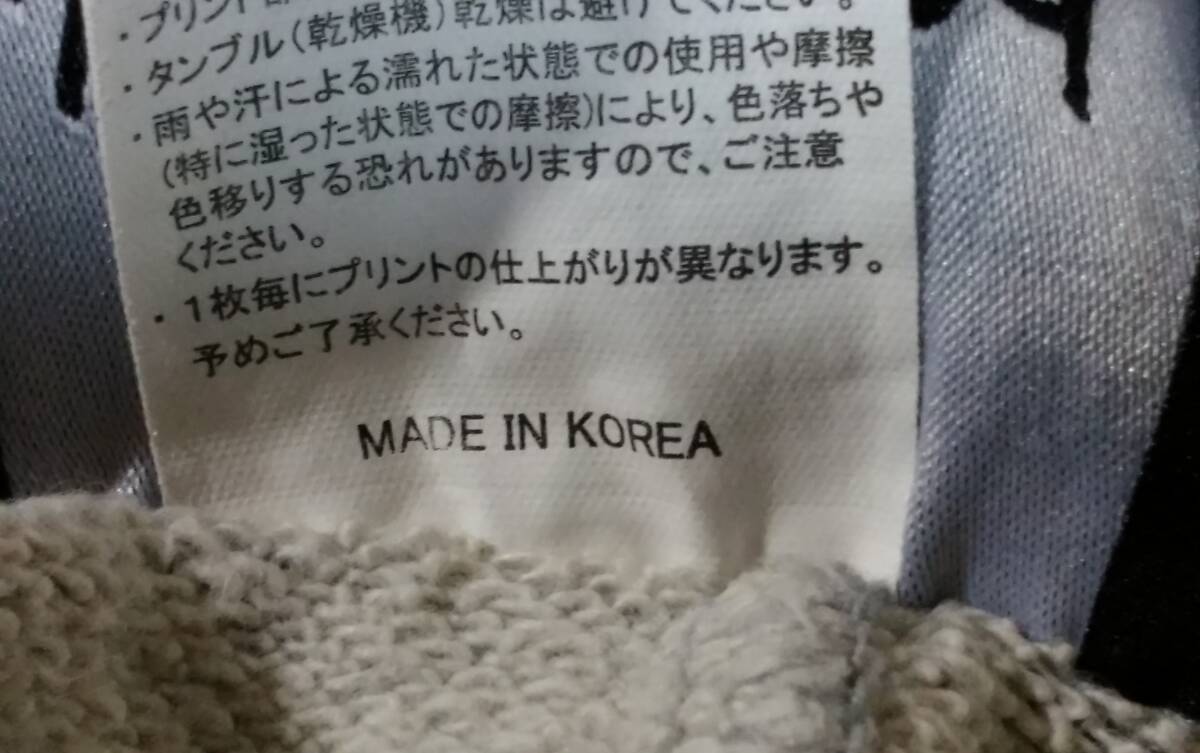 ・プリント部
・タンブル(乾燥機)乾燥は避けてください。
・雨や汗による濡れた状態での使用や摩擦
(特に湿った状態での摩擦)により、色落ちや
色移りする恐れがありますので、ご注意
ください。
・1枚毎にプリントの仕上がりが異なります。
予めご了承ください。
MADE IN KOREA